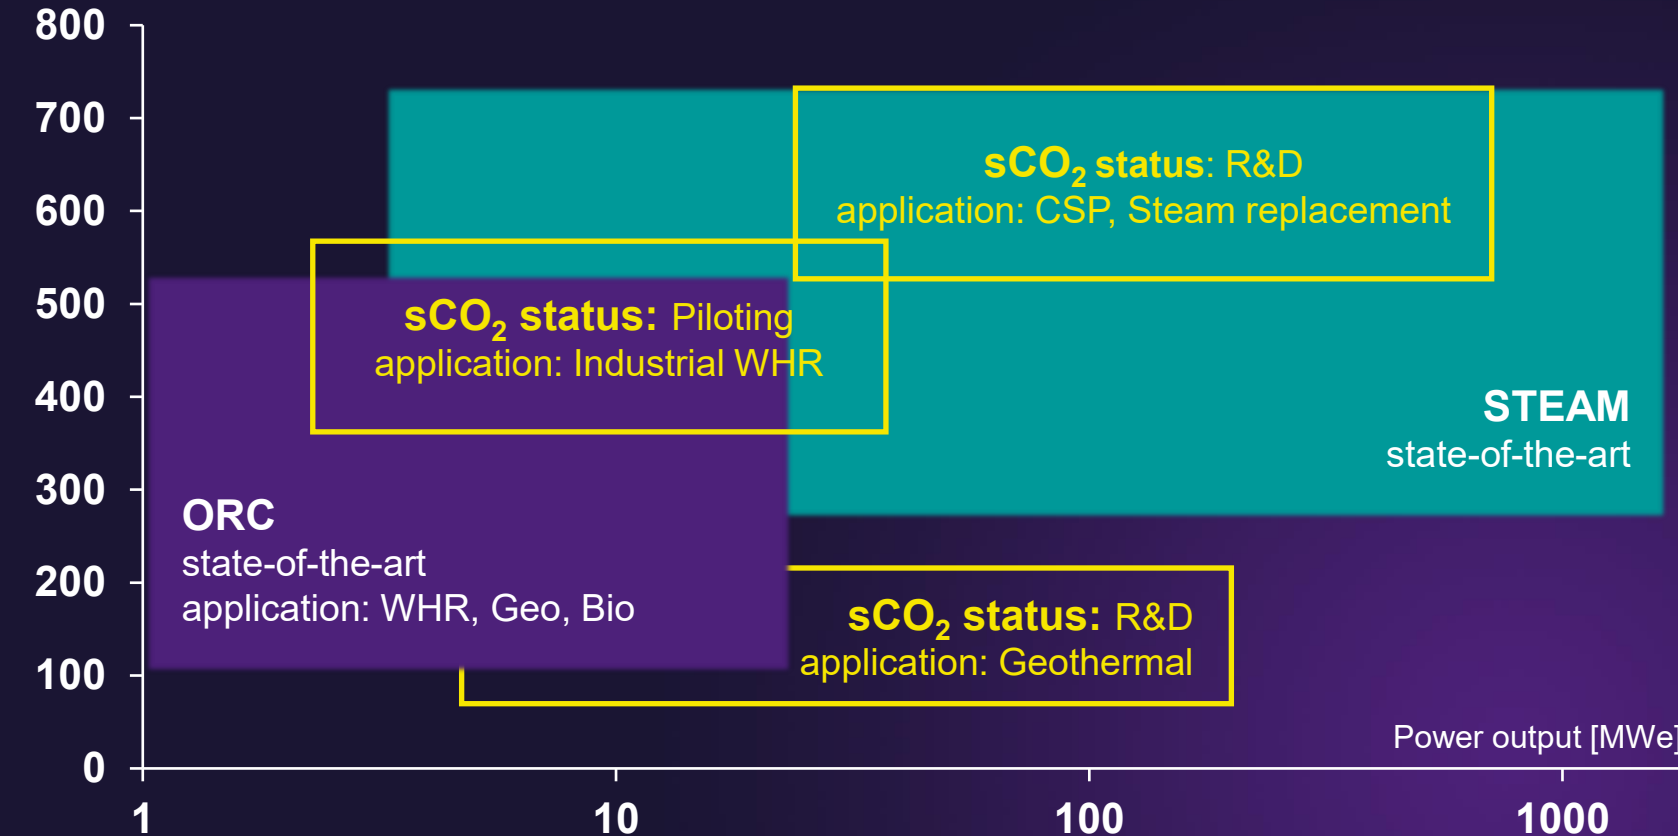 800
700
600
500
400
300
200
100
0
sCO₂ status: R&D
application: CSP, Steam replacement
sCO₂ status: Piloting
application: Industrial WHR
STEAM
state-of-the-art
ORC
state-of-the-art
application: WHR, Geo, Bio
sCO₂ status: R&D
application: Geothermal
Power output [MWe]
1
10
100
1000